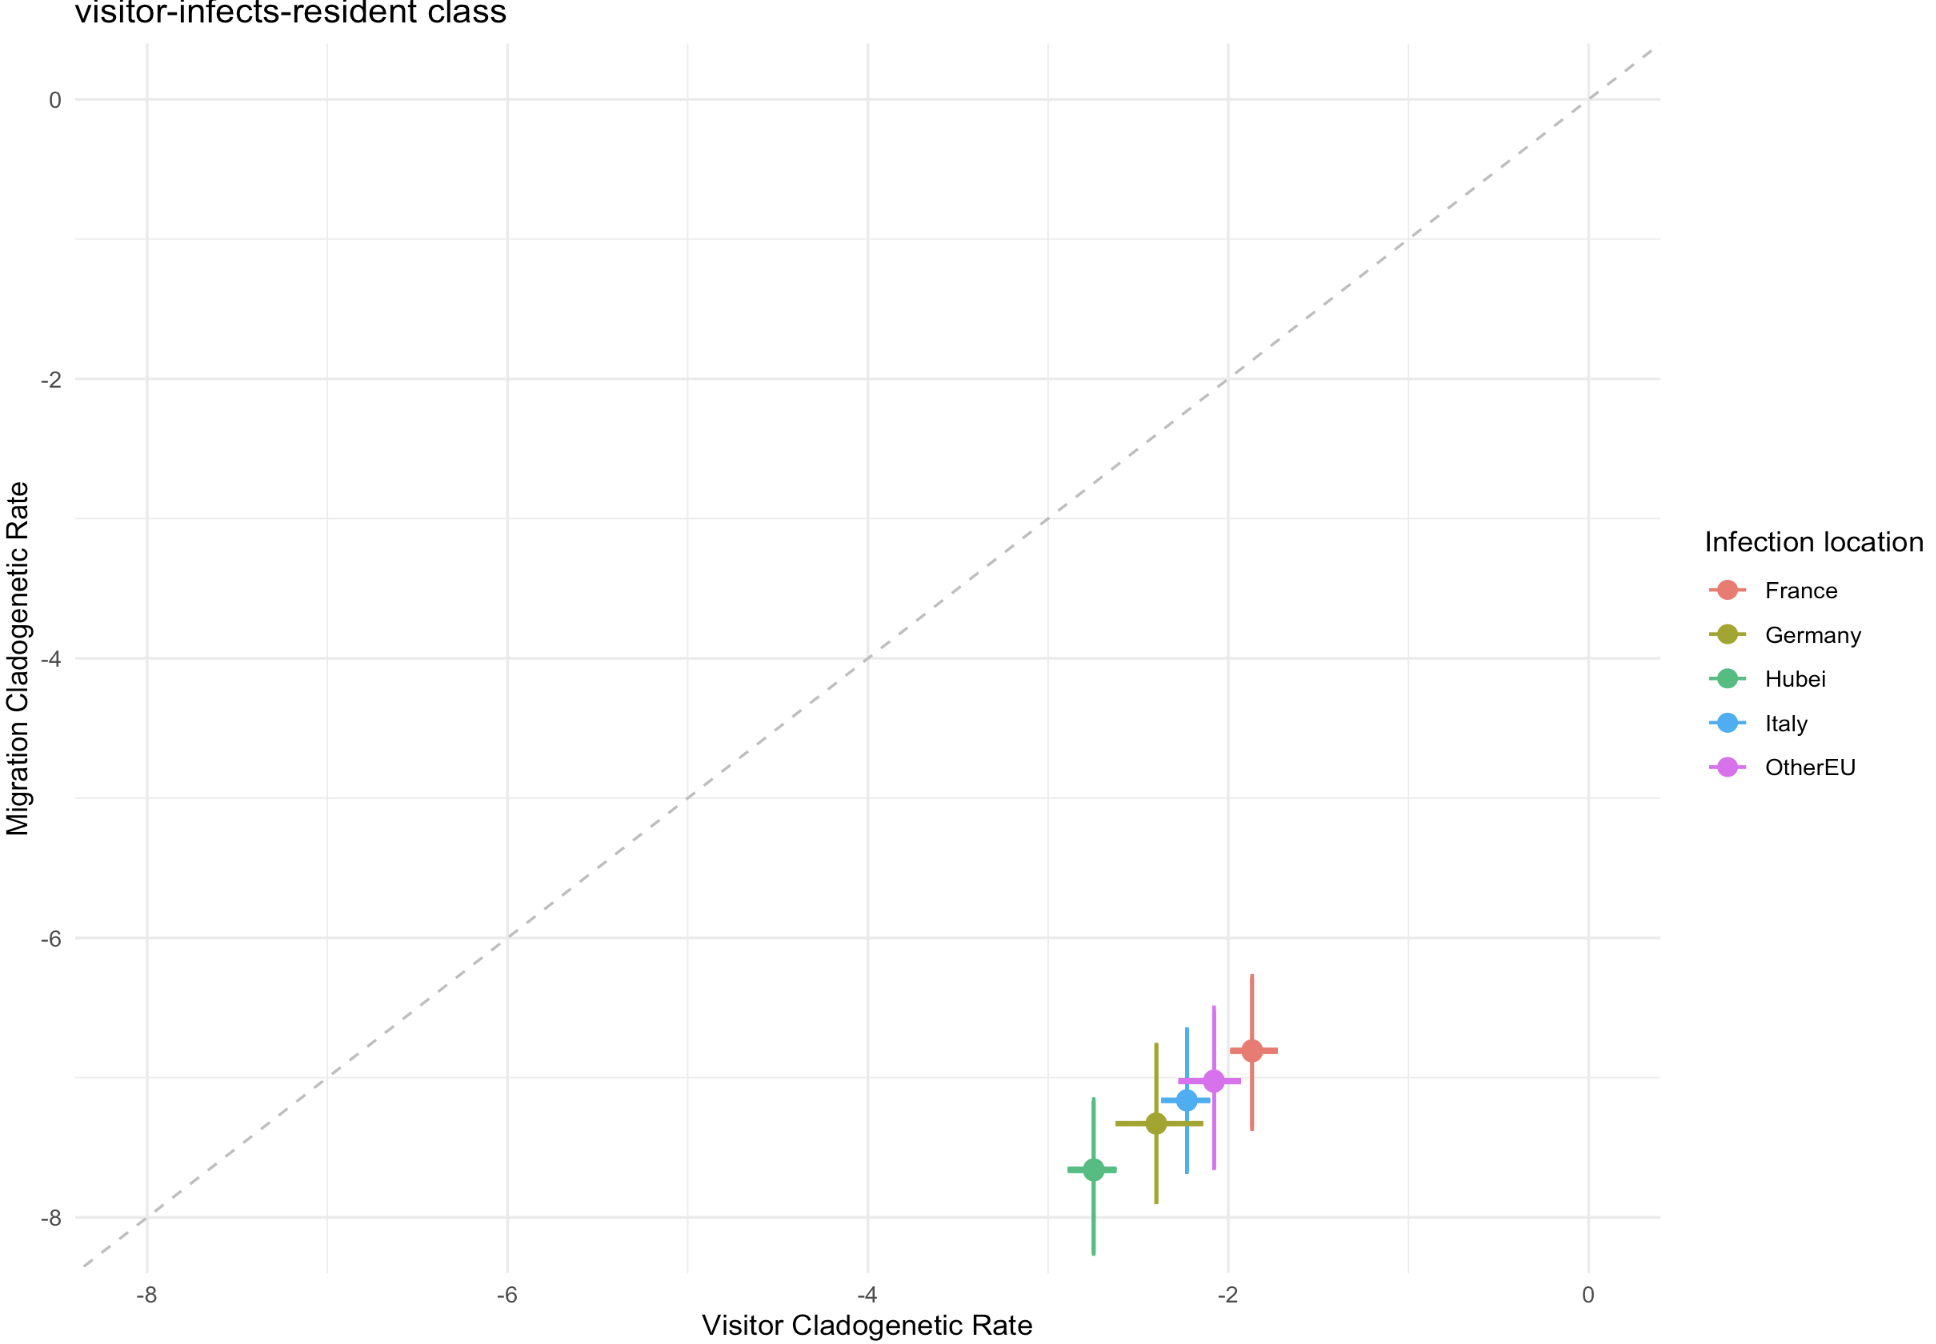 visitor-infects-resident class
0
-2
-4
-6
-8
Migration Cladogenetic Rate
-8
-6
-4
-2
0
Visitor Cladogenetic Rate
Infection location
France
Germany
Hubei
Italy
OtherEU